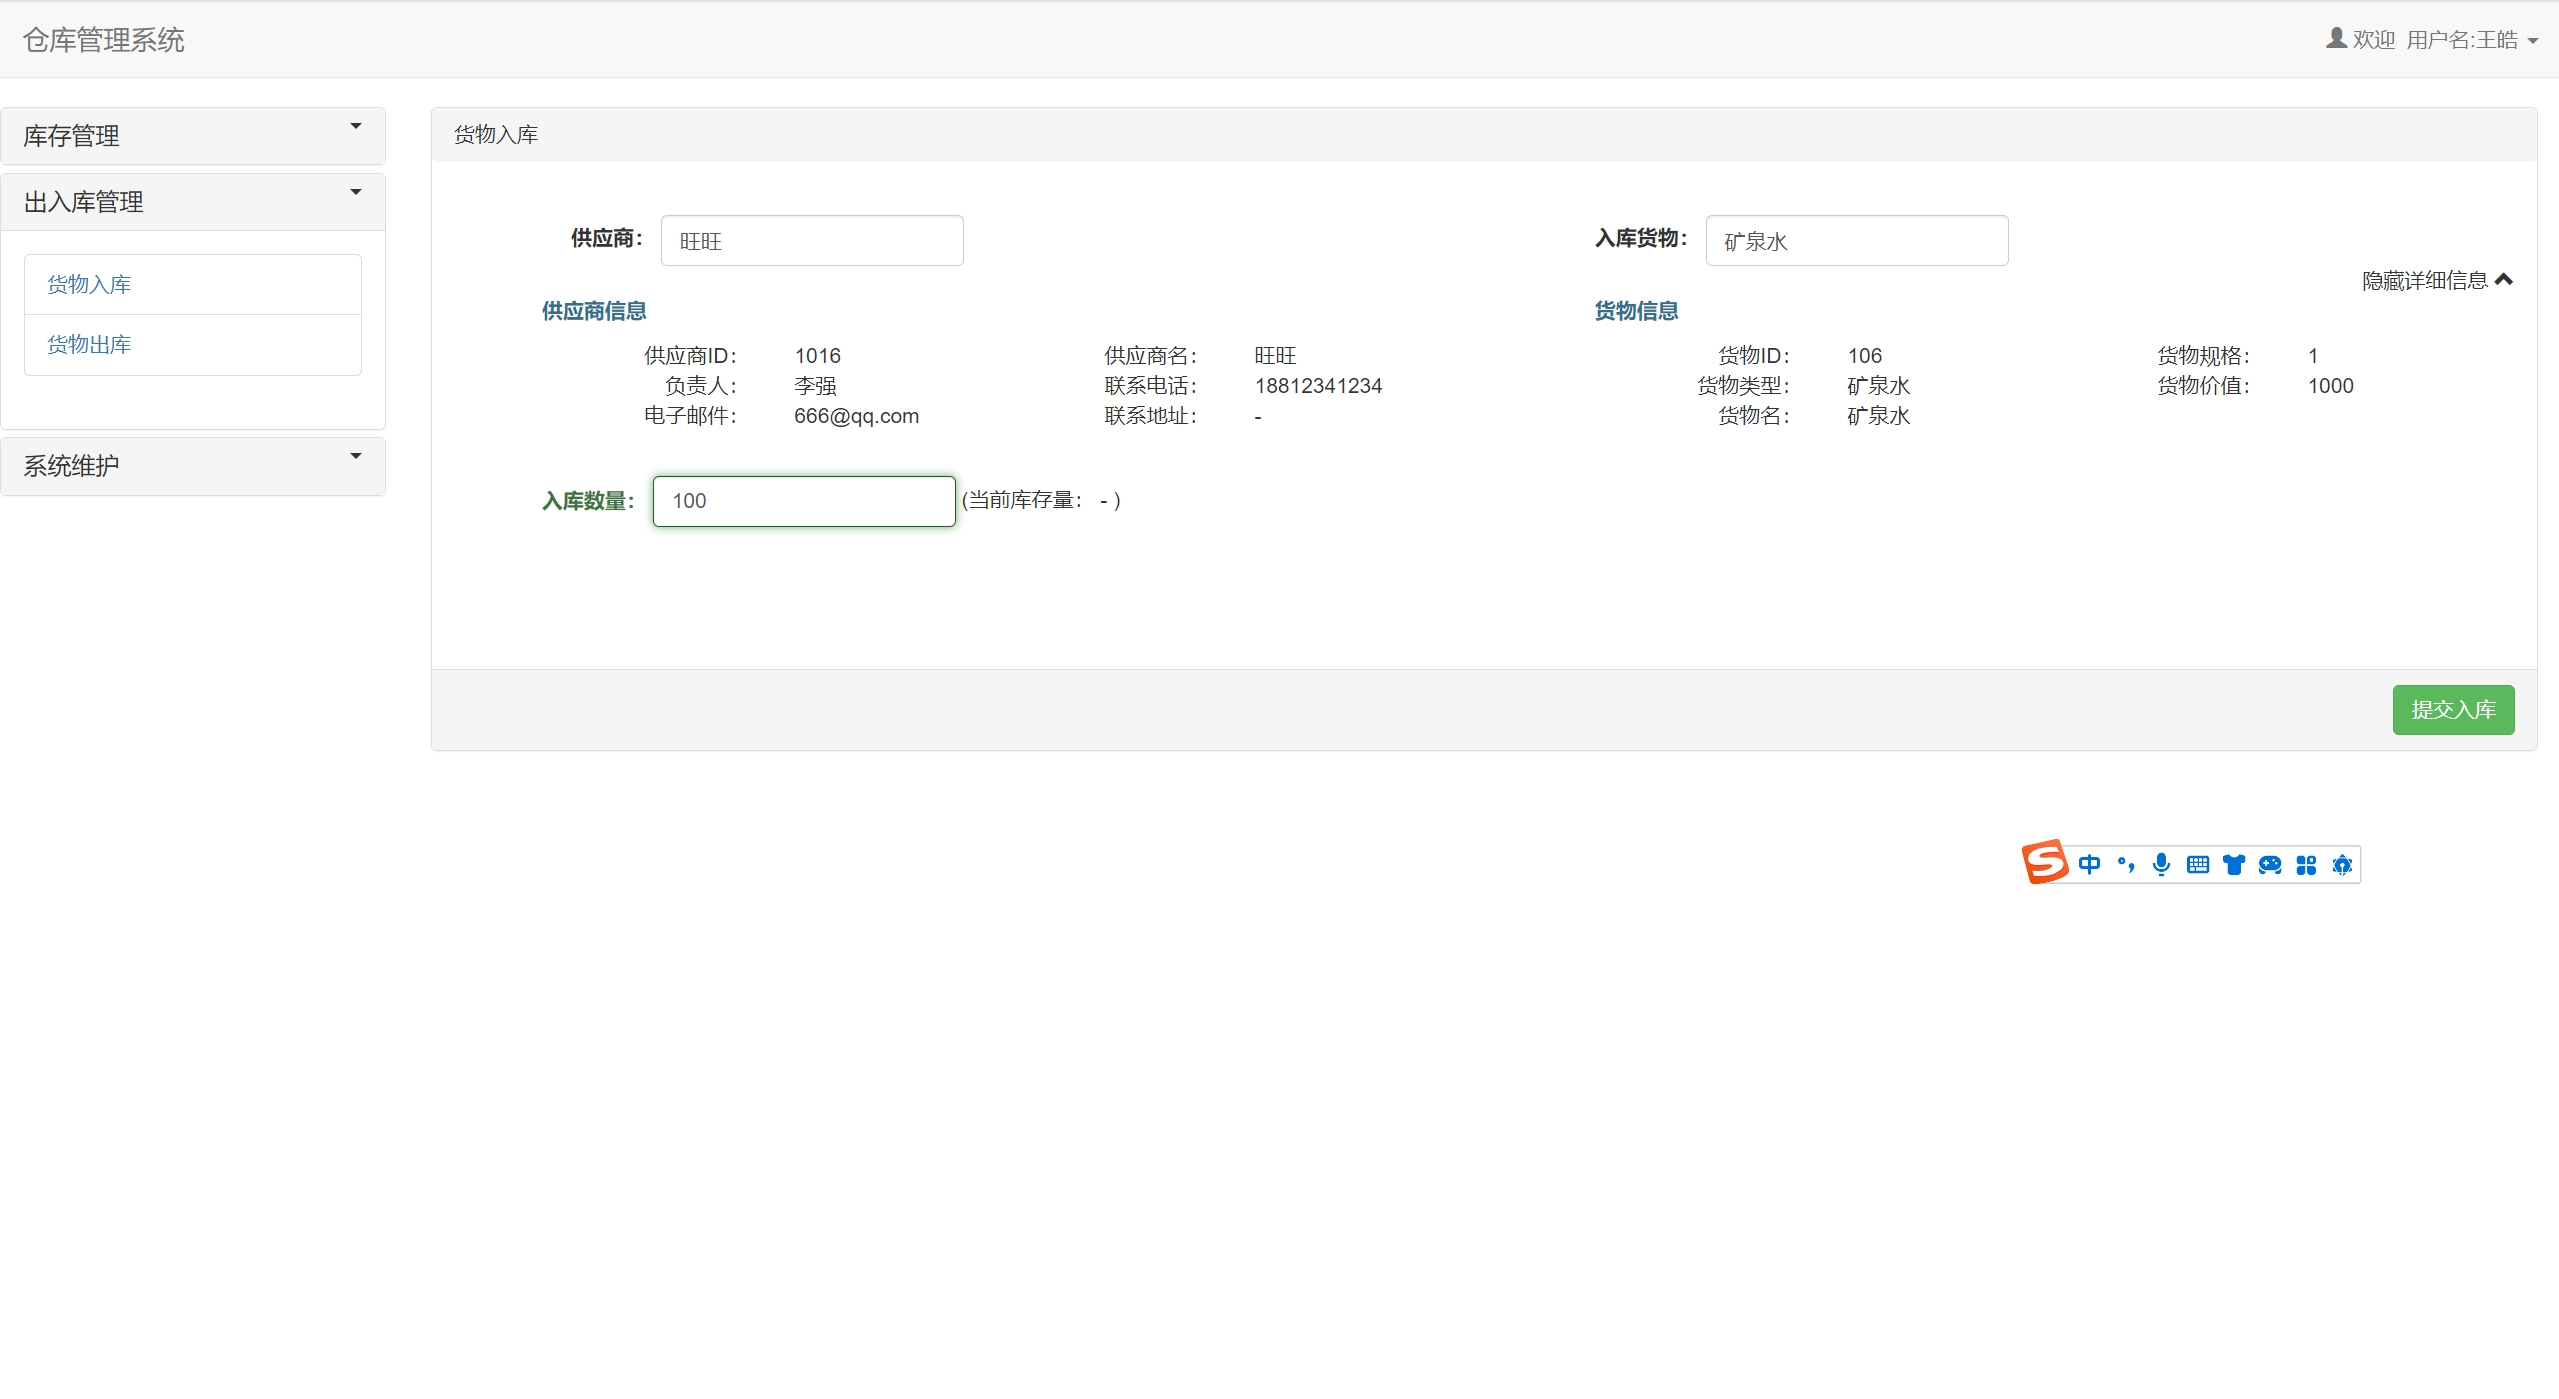 仓库管理系统
欢迎 用户名:王皓
库存管理
出入库管理
货物入库
货物出库
系统维护
货物入库
供应商: 旺旺
入库货物: 矿泉水
隐藏详细信息
供应商信息
货物信息
供应商ID: 1016 供应商名: 旺旺
负责人: 李强 联系电话: 18812341234
电子邮件: 666@qq.com 联系地址: -
货物ID: 106 货物规格: 1
货物类型: 矿泉水 货物价值: 1000
货物名: 矿泉水
入库数量: 100 (当前库存量: - )
提交入库
S 中 °,